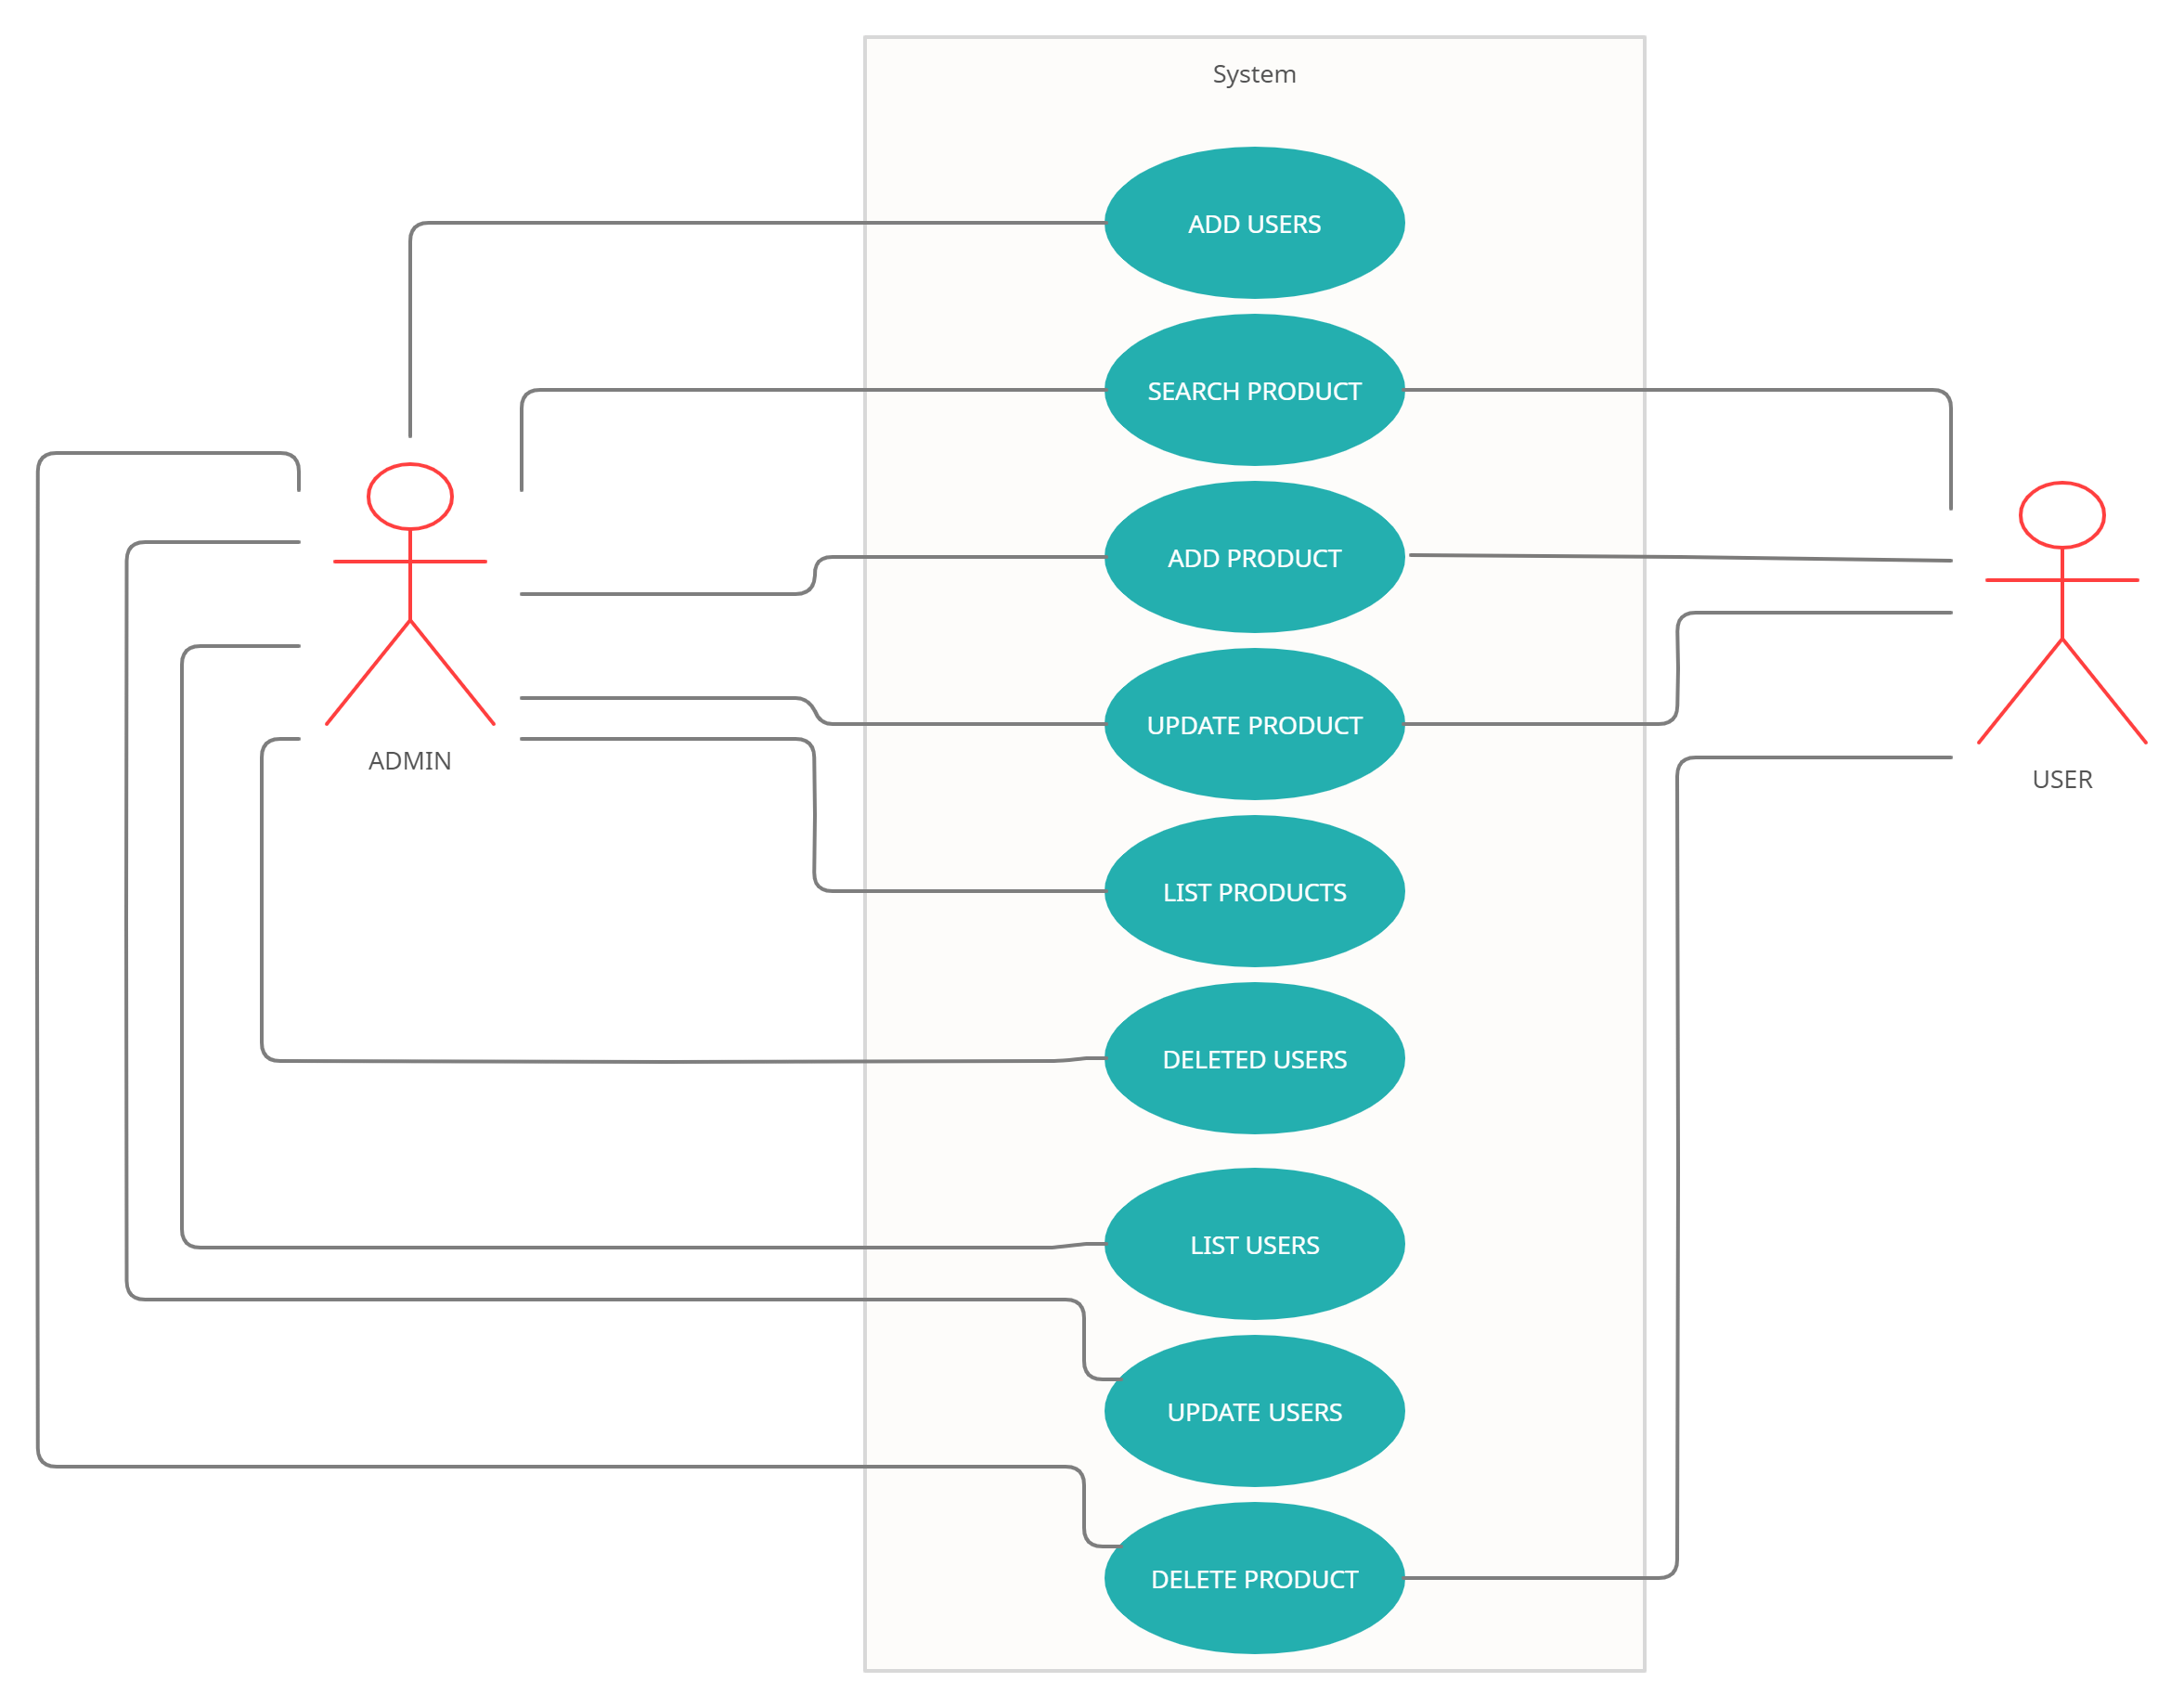 System
ADD USERS
SEARCH PRODUCT
ADD PRODUCT
UPDATE PRODUCT
ADMIN
USER
LIST PRODUCTS
DELETED USERS
LIST USERS
UPDATE USERS
DELETE PRODUCT